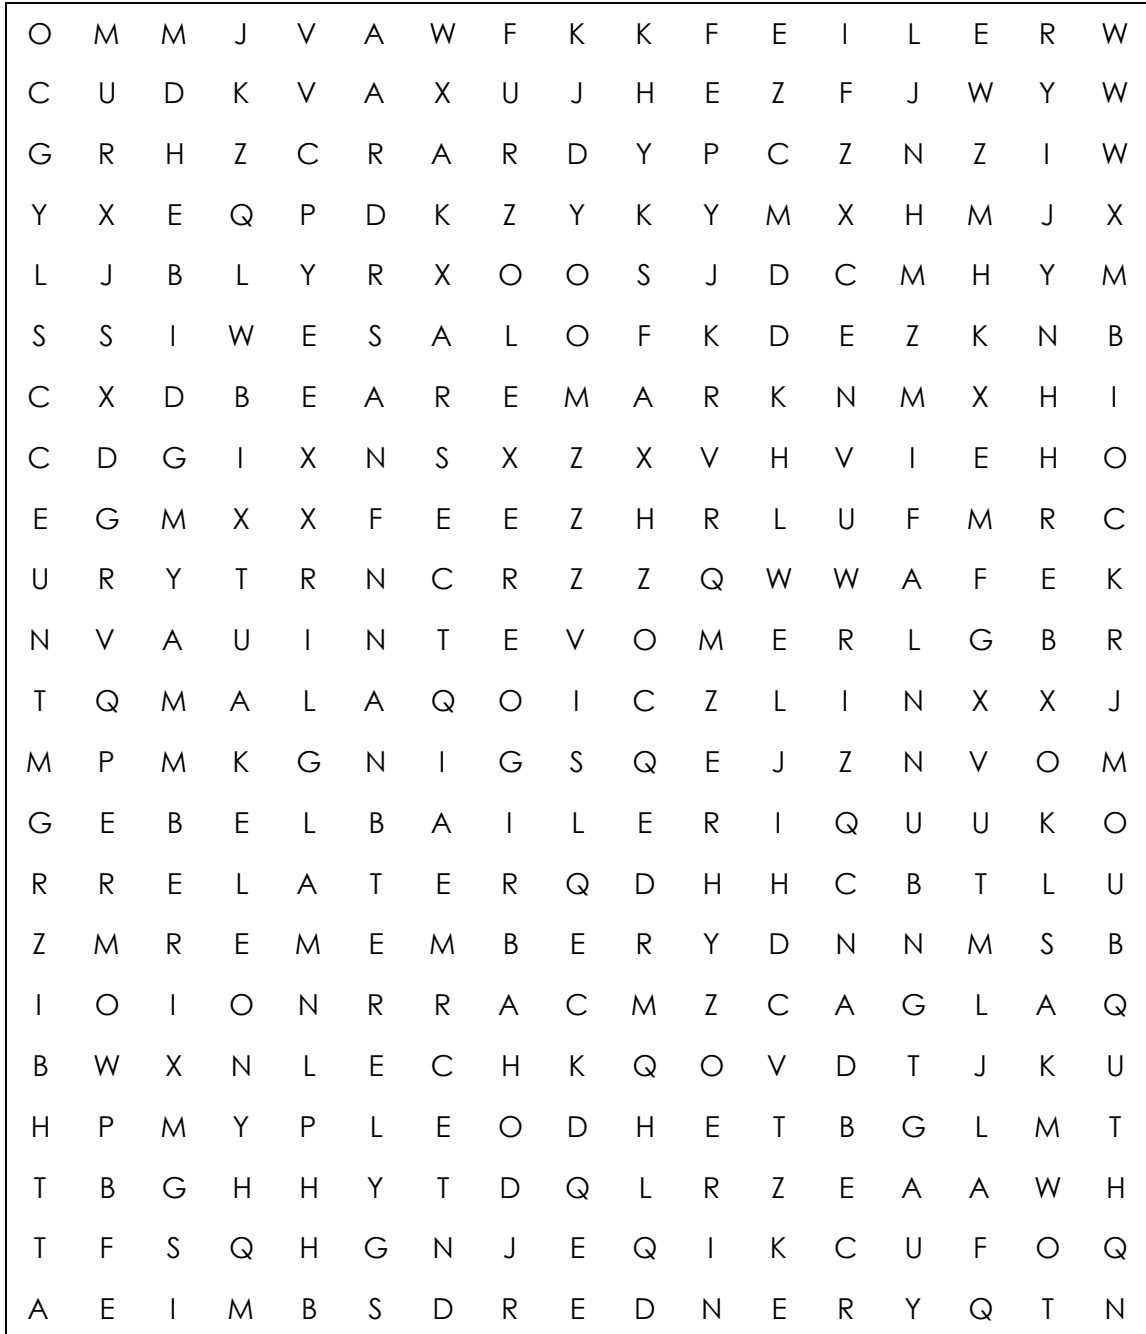 O M M J V A W F K K F E I L E R W
C U D K V A X U J H E Z F J W Y W
G R H Z C R A R D Y P C Z N Z I W
Y X E Q P D K Z Y K Y M X H M J X
L J B L Y R X O O S J D C M H Y M
S S I W E S A L O F K D E Z K N B
C X D B E A R E M A R K N M X H I
C D G I X N S X Z X V H V I E H O
E G M X X F E E Z H R L U F M R C
U R Y T R N C R Z Z Q W W A F E K
N V A U I N T E V O M E R L G B R
T Q M A L A Q O I C Z L I N X X J
M P M K G N I G S Q E J Z N V O M
G E B E L B A I L E R I Q U U K O
R R E L A T E R Q D H H C B T L U
Z M R E M E M B E R Y D N N M S B
I O I O N R R A C M Z C A G L A Q
B W X N L E C H K Q O V D T J K U
H P M Y P L E O D H E T B G L M T
T B G H H Y T D Q L R Z E A A W H
T F S Q H G N J E Q I K C U F O Q
A E I M B S D R E D N E R Y Q T N